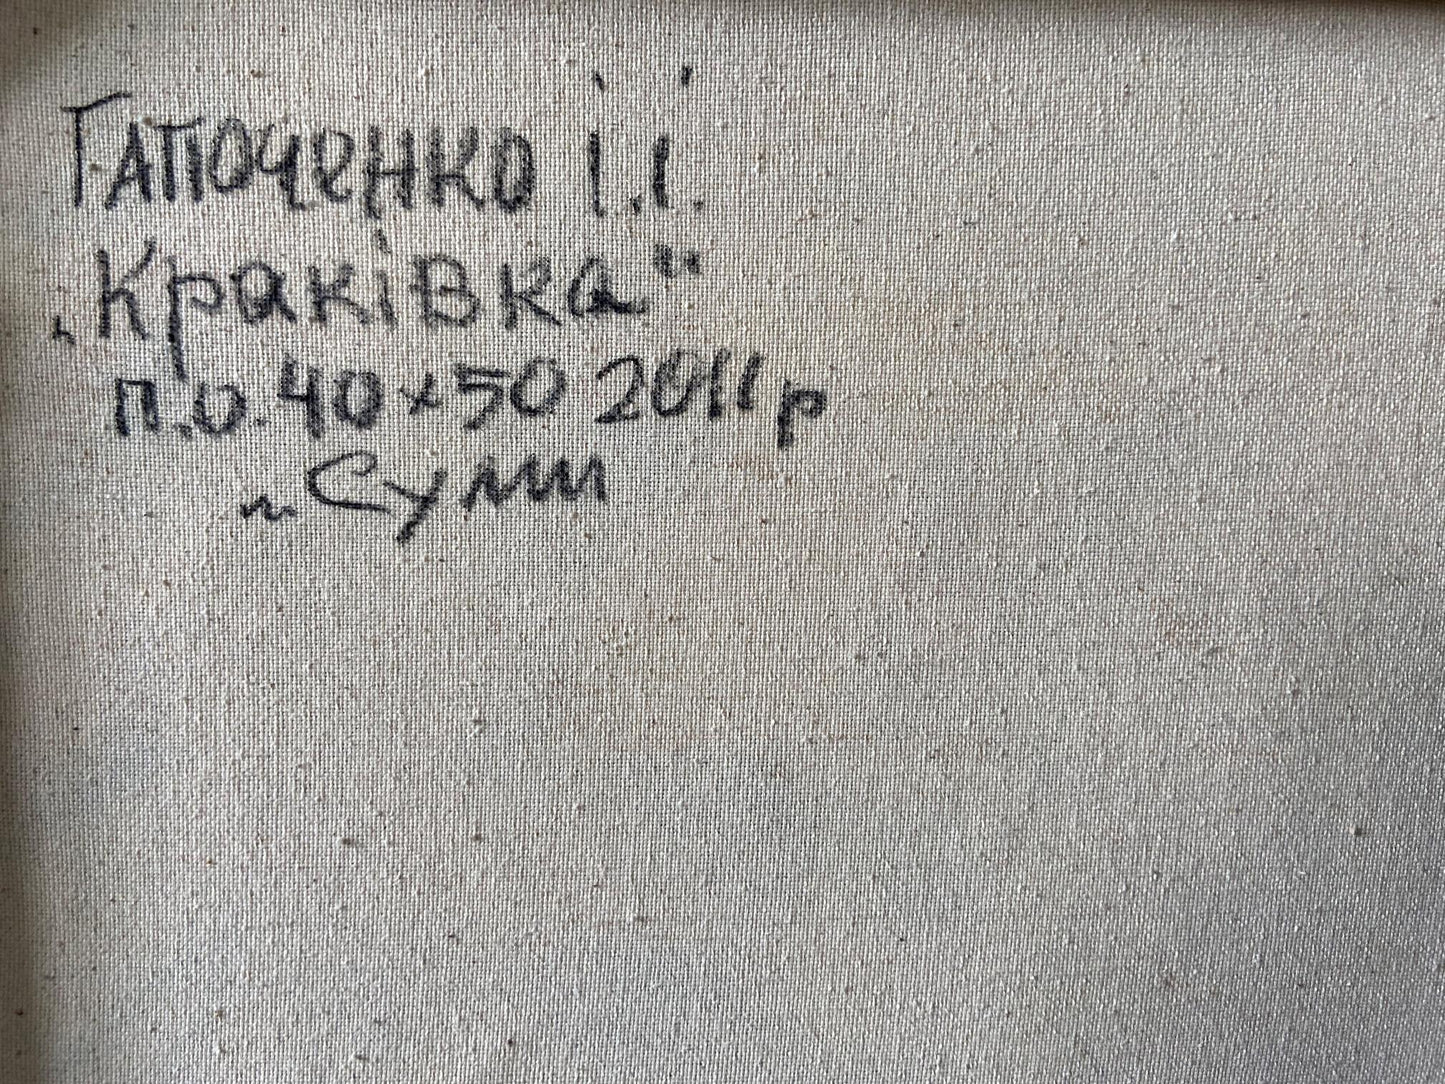 Гапоченко І.І.
„Краківка"
п.о. 40×50 2011р
м. Суми